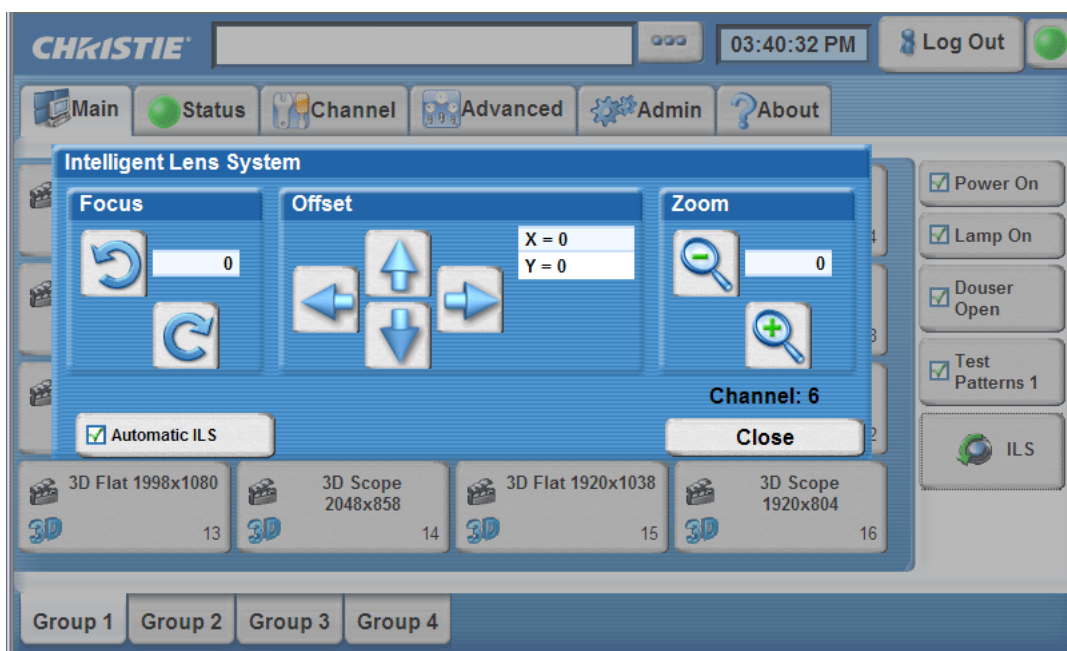 CHRISTIE
03:40:32 PM
Log Out
Main
Status
Channel
Advanced
Admin
About
Intelligent Lens System
Focus
Offset
Zoom
0
X = 0
Y = 0
0
Channel: 6
Automatic ILS
Close
4
8
2
Power On
Lamp On
Douser
Open
Test
Patterns 1
ILS
3D Flat 1998x1080
3D
13
3D Scope
2048x858
3D
14
3D Flat 1920x1038
3D
15
3D Scope
1920x804
3D
16
Group 1
Group 2
Group 3
Group 4